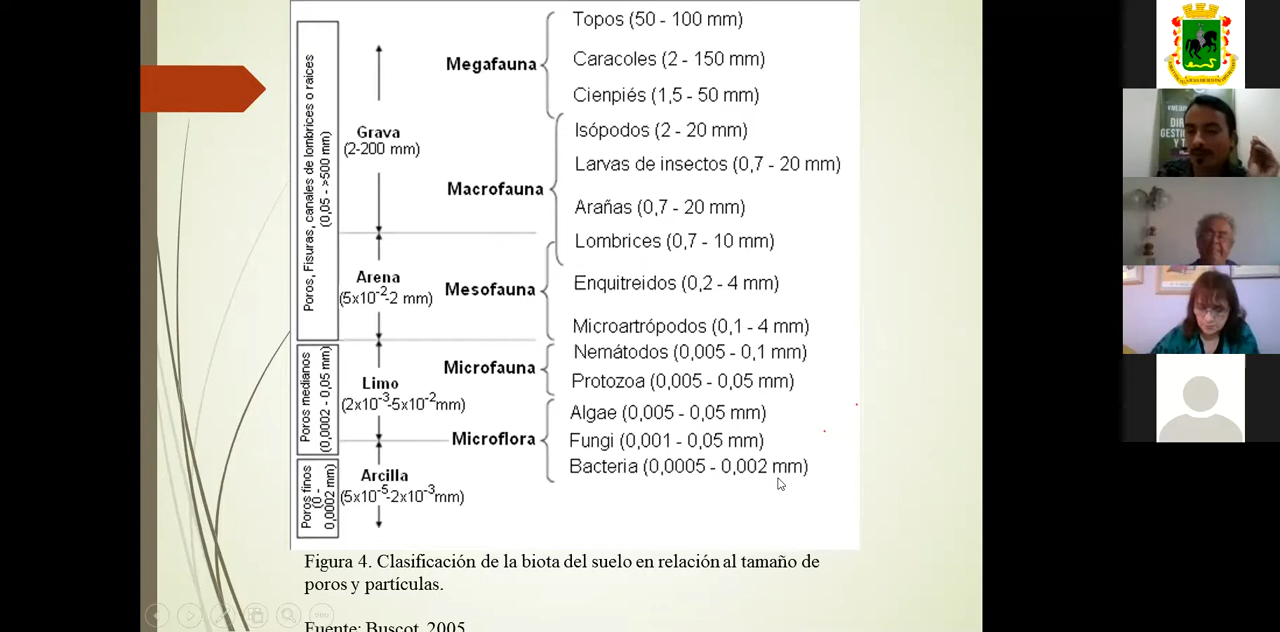 Topos (50 - 100 mm)
Megafauna
Caracoles (2 - 150 mm)
Cienpiés (1,5 - 50 mm)
Poros, Fisuras, canales de lombrices o raices
(0,05 - >500 mm)
Grava
(2-200 mm)
Isópodos (2 - 20 mm)
Larvas de insectos (0,7 - 20 mm)
Macrofauna
Arañas (0,7 - 20 mm)
Lombrices (0,7 - 10 mm)
Arena
(5x10⁻²-2 mm)
Mesofauna
Enquitreidos (0,2 - 4 mm)
Microartrópodos (0,1 - 4 mm)
Poros medianos
(0,0002 - 0,05 mm)
Limo
(2x10⁻³-5x10⁻²mm)
Microfauna
Nemátodos (0,005 - 0,1 mm)
Protozoa (0,005 - 0,05 mm)
Microflora
Algae (0,005 - 0,05 mm)
Fungi (0,001 - 0,05 mm)
Bacteria (0,0005 - 0,002 mm)
Poros finos
(0 -
0,0002 mm)
Arcilla
(5x10⁻⁵-2x10⁻³mm)
Figura 4. Clasificación de la biota del suelo en relación al tamaño de
poros y partículas.
Fuente: Buscot, 2005